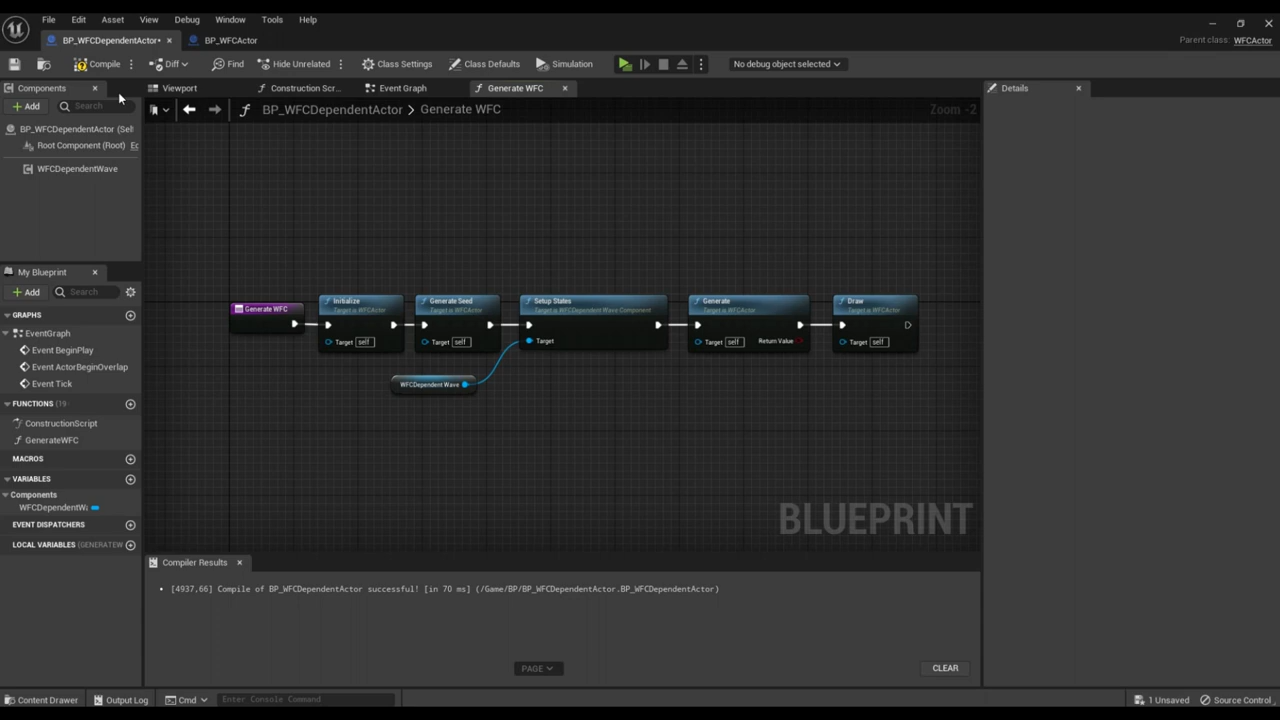 File Edit Asset View Debug Window Tools Help
BP_WFCDependentActor• BP_WFCActor
Parent class: WFCActor
Compile Diff Find Hide Unrelated Class Settings Class Defaults Simulation No debug object selected
Components Viewport Construction Scr... Event Graph Generate WFC Details
Add Search
BP_WFCDependentActor > Generate WFC
Zoom -2
BP_WFCDependentActor (Self
Root Component (Root) Ec
WFCDependentWave
My Blueprint
Add Search
GRAPHS
EventGraph
Event BeginPlay
Event ActorBeginOverlap
Event Tick
FUNCTIONS (19
ConstructionScript
GenerateWFC
MACROS
VARIABLES
Components
WFCDependentWa
EVENT DISPATCHERS
LOCAL VARIABLES (GENERATEW
Generate WFC
Initialize
Target is WFCActor
Target self
Generate Seed
Target is WFCActor
Target self
Setup States
Target is WFCDependent Wave Component
Target
Generate
Target is WFCActor
Target self Return Value
Draw
Target is WFCActor
Target self
WFCDependent Wave
BLUEPRINT
Compiler Results
[4937,66] Compile of BP_WFCDependentActor successful! [in 70 ms] (/Game/BP/BP_WFCDependentActor.BP_WFCDependentActor)
PAGE
CLEAR
Content Drawer Output Log Cmd Enter Console Command
1 Unsaved Source Control